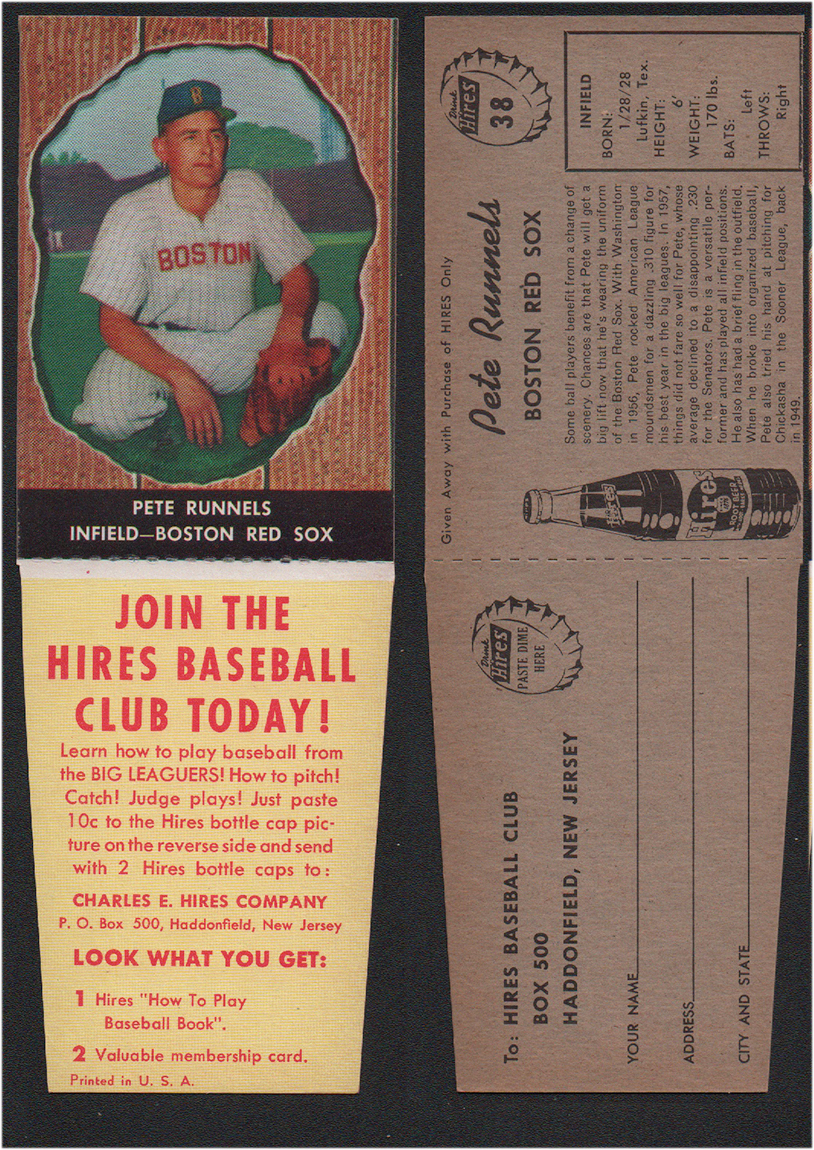 B
BOSTON
PETE RUNNELS
INFIELD—BOSTON RED SOX
JOIN THE
HIRES BASEBALL
CLUB TODAY!
Learn how to play baseball from
the BIG LEAGUERS! How to pitch!
Catch! Judge plays! Just paste
10c to the Hires bottle cap pic-
ture on the reverse side and send
with 2 Hires bottle caps to:
CHARLES E. HIRES COMPANY
P. O. Box 500, Haddonfield, New Jersey
LOOK WHAT YOU GET:
1 Hires "How To Play
Baseball Book".
2 Valuable membership card.
Printed in U. S. A.
Given Away with Purchase of HIRES Only
Drink
Hires
38
Pete Runnels
BOSTON RED SOX
INFIELD
BORN:
1/28/28
Lufkin, Tex.
HEIGHT:
6'
WEIGHT:
170 lbs.
BATS:
Left
THROWS:
Right
Some ball players benefit from a change of
scenery. Chances are that Pete will get a
big lift now that he's wearing the uniform
of the Boston Red Sox. With Washington
in 1956, Pete rocked American League
moundsmen for a dazzling .310 figure for
his best year in the big leagues. In 1957,
things did not fare so well for Pete, whose
average declined to a disappointing .230
for the Senators. Pete is a versatile per-
former and has played all infield positions.
He also has had a brief fling in the outfield.
When he broke into organized baseball,
Pete also tried his hand at pitching for
Chickasha in the Sooner League, back
in 1949.
Hires
Hires
ROOT BEER
Drink
Hires
PASTE DIME
HERE
To: HIRES BASEBALL CLUB
BOX 500
HADDONFIELD, NEW JERSEY
YOUR NAME
ADDRESS
CITY AND STATE